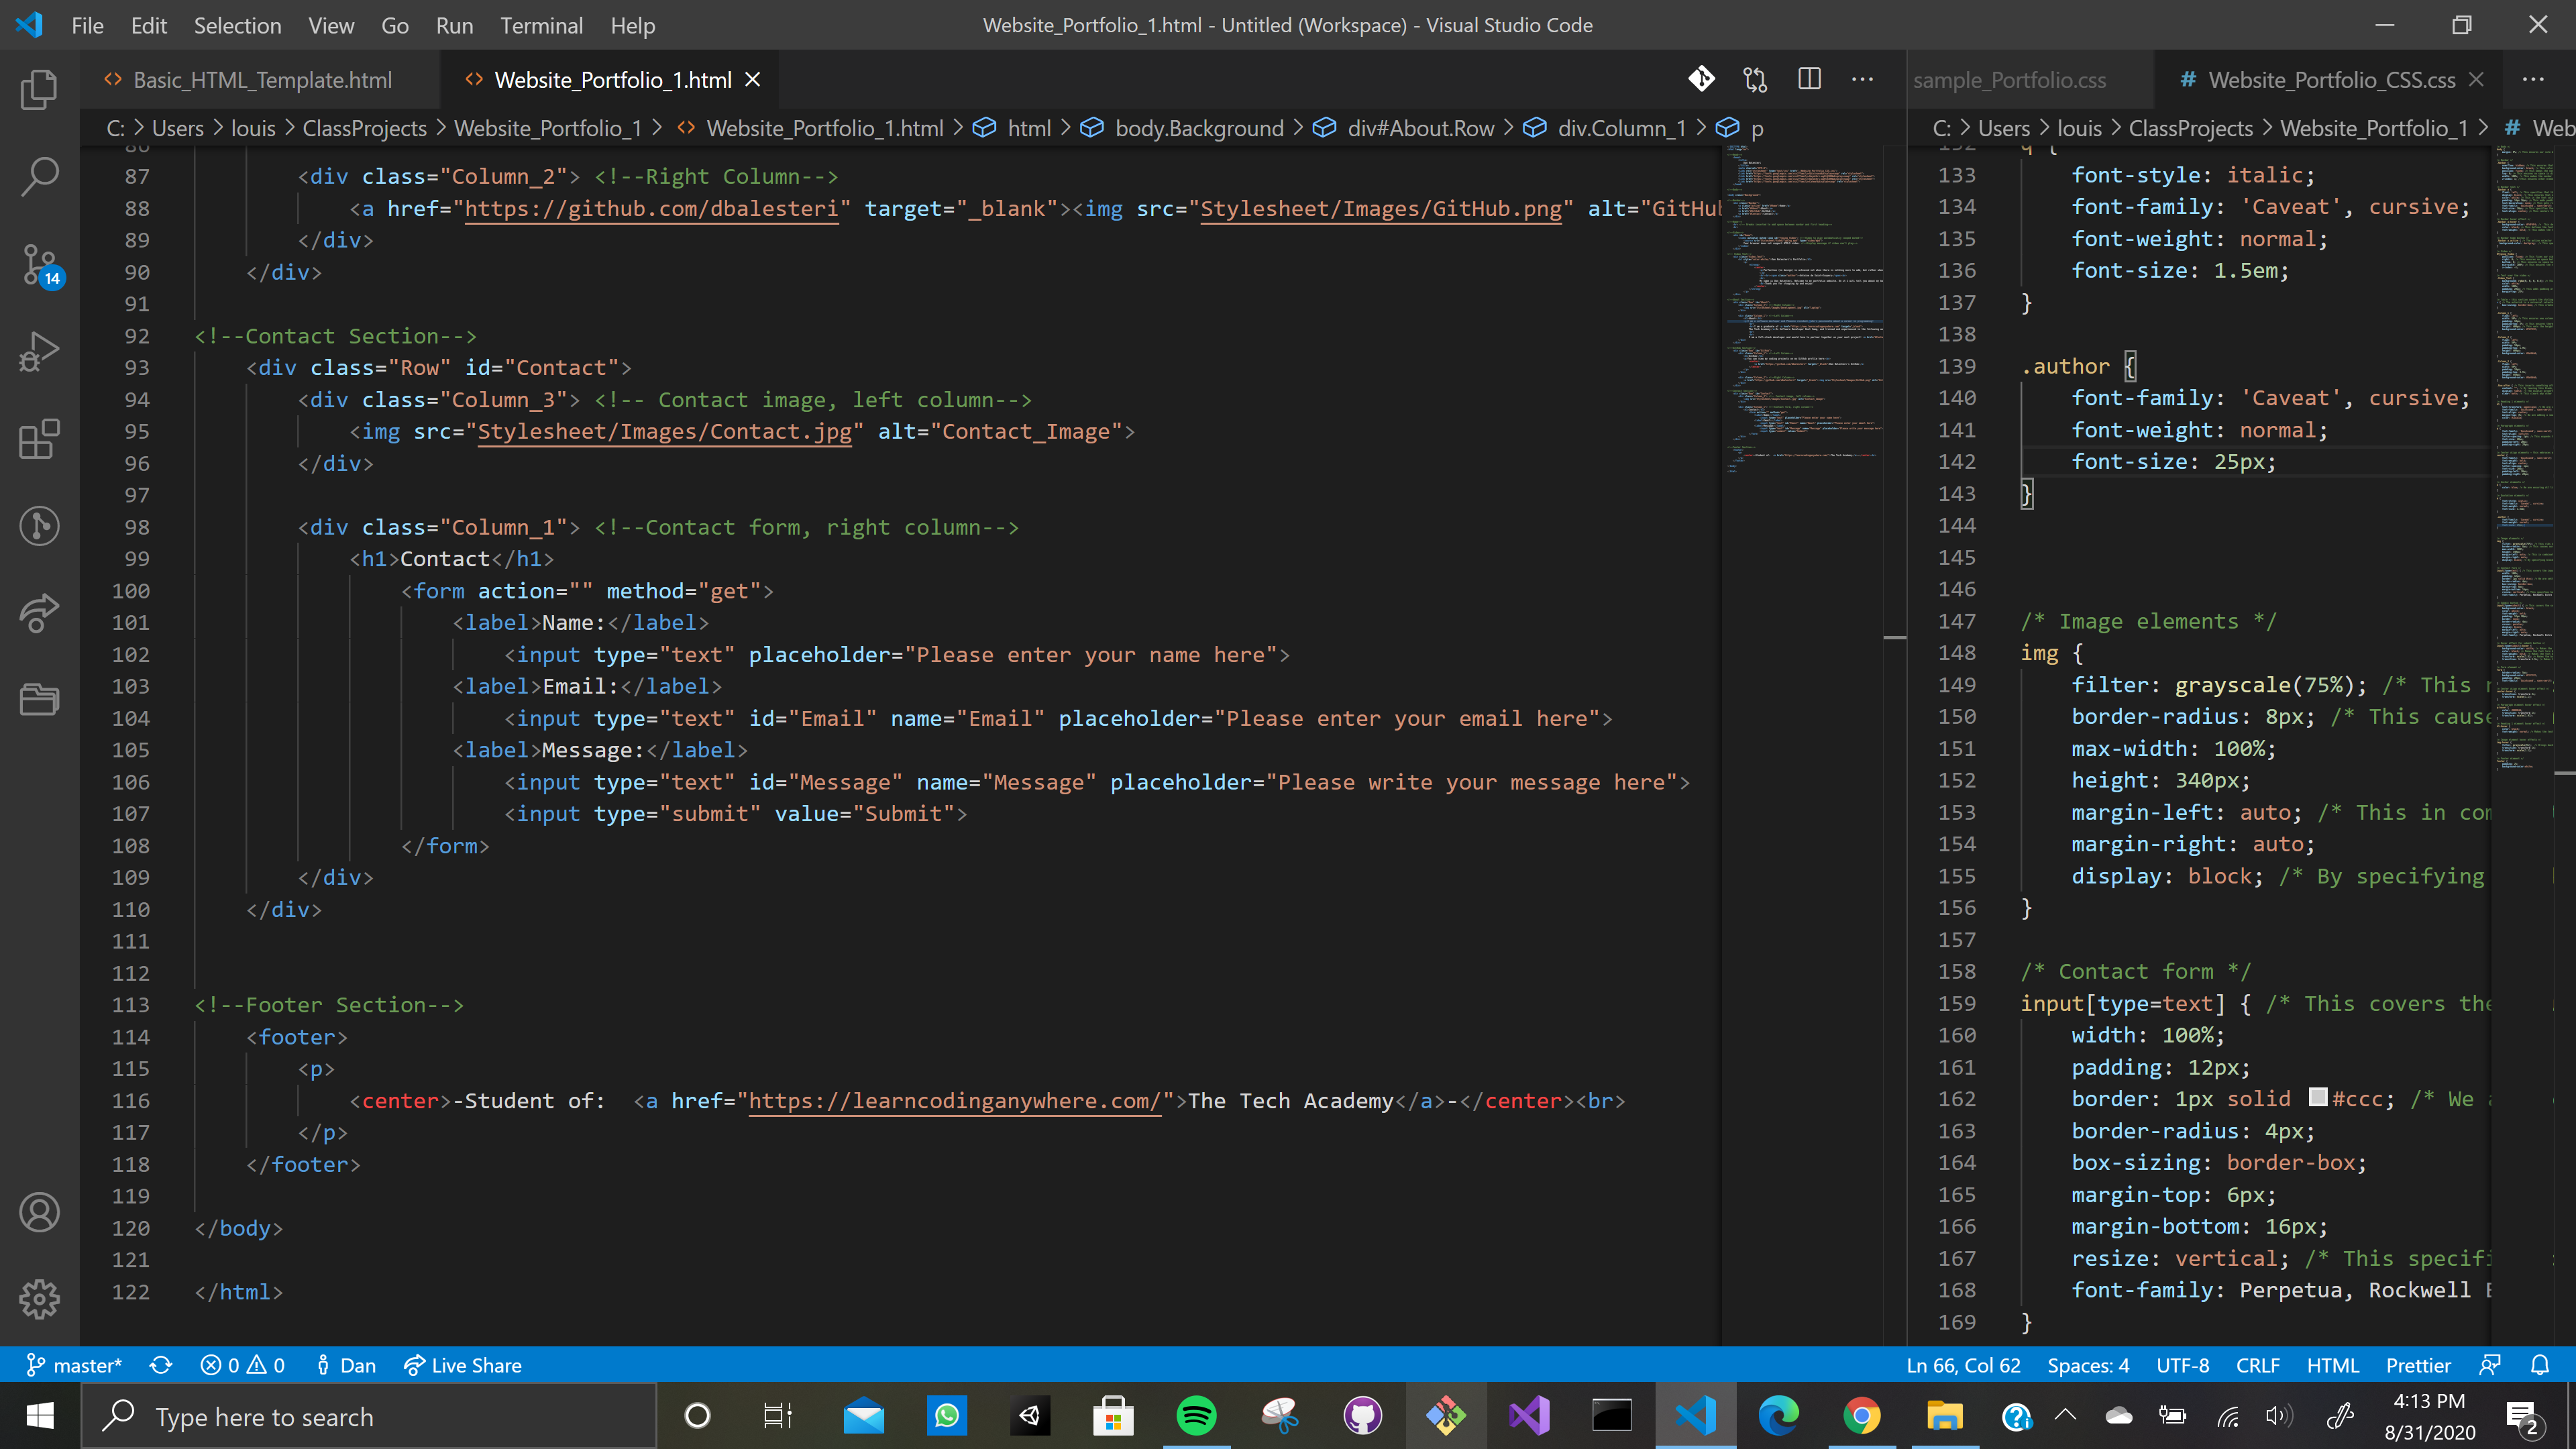 File Edit Selection View Go Run Terminal Help
Website_Portfolio_1.html - Untitled (Workspace) - Visual Studio Code
Basic_HTML_Template.html
Website_Portfolio_1.html
C: > Users > louis > ClassProjects > Website_Portfolio_1 > Website_Portfolio_1.html > html > body.Background > div#About.Row > div.Column_1 > p
87 <div class="Column_2"> <!--Right Column-->
88 <a href="https://github.com/dbalesteri" target="_blank"><img src="Stylesheet/Images/GitHub.png" alt="GitHub
89 </div>
90 </div>
91
92 <!--Contact Section-->
93 <div class="Row" id="Contact">
94 <div class="Column_3"> <!-- Contact image, left column-->
95 <img src="Stylesheet/Images/Contact.jpg" alt="Contact_Image">
96 </div>
97
98 <div class="Column_1"> <!--Contact form, right column-->
99 <h1>Contact</h1>
100 <form action="" method="get">
101 <label>Name:</label>
102 <input type="text" placeholder="Please enter your name here">
103 <label>Email:</label>
104 <input type="text" id="Email" name="Email" placeholder="Please enter your email here">
105 <label>Message:</label>
106 <input type="text" id="Message" name="Message" placeholder="Please write your message here">
107 <input type="submit" value="Submit">
108 </form>
109 </div>
110 </div>
111
112
113 <!--Footer Section-->
114 <footer>
115 <p>
116 <center>-Student of:  <a href="https://learncodinganywhere.com/">The Tech Academy</a>-</center><br>
117 </p>
118 </footer>
119
120 </body>
121
122 </html>
sample_Portfolio.css
# Website_Portfolio_CSS.css
C: > Users > louis > ClassProjects > Website_Portfolio_1 > # Web
133 font-style: italic;
134 font-family: 'Caveat', cursive;
135 font-weight: normal;
136 font-size: 1.5em;
137 }
138
139 .author {
140 font-family: 'Caveat', cursive;
141 font-weight: normal;
142 font-size: 25px;
143 }
144
145
146
147 /* Image elements */
148 img {
149 filter: grayscale(75%); /* This
150 border-radius: 8px; /* This cause
151 max-width: 100%;
152 height: 340px;
153 margin-left: auto; /* This in com
154 margin-right: auto;
155 display: block; /* By specifying
156 }
157
158 /* Contact form */
159 input[type=text] { /* This covers the
160 width: 100%;
161 padding: 12px;
162 border: 1px solid #ccc; /* We
163 border-radius: 4px;
164 box-sizing: border-box;
165 margin-top: 6px;
166 margin-bottom: 16px;
167 resize: vertical; /* This specifi
168 font-family: Perpetua, Rockwell
169 }
14
master* 0 0 Dan Live Share
Ln 66, Col 62 Spaces: 4 UTF-8 CRLF HTML Prettier
Type here to search
4:13 PM
8/31/2020
2